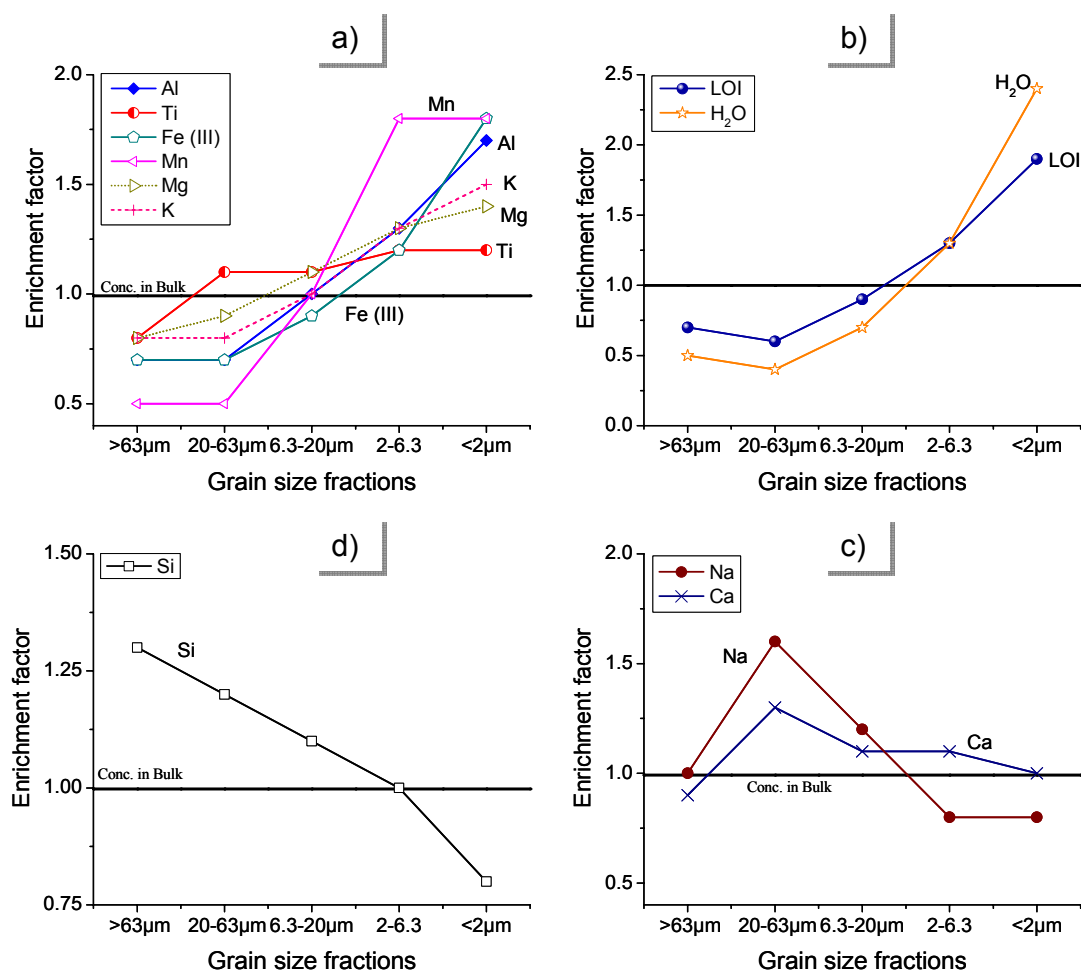 a)
Al
Ti
Fe (III)
Mn
Mg
K
2.0
1.5
1.0
0.5
Enrichment factor
Mn
Al
K
Mg
Ti
Conc. in Bulk
Fe (III)
>63µm
20-63µm
6.3-20µm
2-6.3
<2µm
Grain size fractions
b)
LOI
H₂O
2.5
2.0
1.5
1.0
0.5
0.0
Enrichment factor
H₂O
LOI
>63µm
20-63µm
6.3-20µm
2-6.3
<2µm
Grain size fractions
d)
Si
1.50
1.25
1.00
0.75
Enrichment factor
Si
Conc. in Bulk
>63µm
20-63µm
6.3-20µm
2-6.3
<2µm
Grain size fractions
c)
Na
Ca
2.0
1.5
1.0
0.5
Enrichment factor
Na
Ca
Conc. in Bulk
>63µm
20-63µm
6.3-20µm
2-6.3
<2µm
Grain size fractions